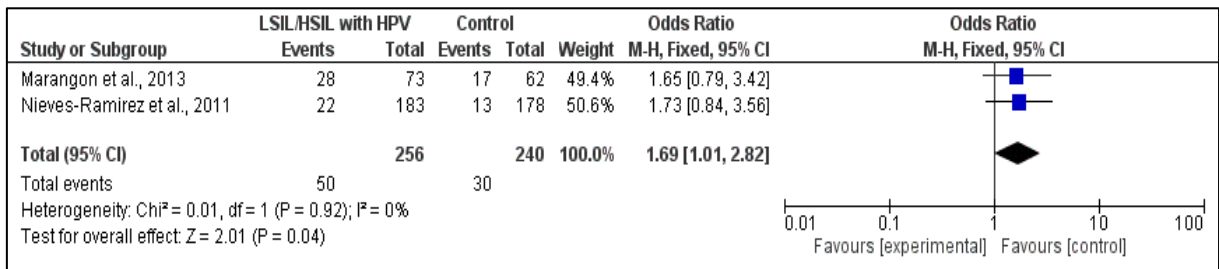 LSIL/HSIL with HPV Control Odds Ratio Odds Ratio
Study or Subgroup Events Total Events Total Weight M-H, Fixed, 95% CI M-H, Fixed, 95% CI
Marangon et al., 2013 28 73 17 62 49.4% 1.65 [0.79, 3.42]
Nieves-Ramirez et al., 2011 22 183 13 178 50.6% 1.73 [0.84, 3.56]
Total (95% CI) 256 240 100.0% 1.69 [1.01, 2.82]
Total events 50 30
Heterogeneity: Chi² = 0.01, df = 1 (P = 0.92); I² = 0%
Test for overall effect: Z = 2.01 (P = 0.04)
0.01 0.1 1 10 100
Favours [experimental] Favours [control]